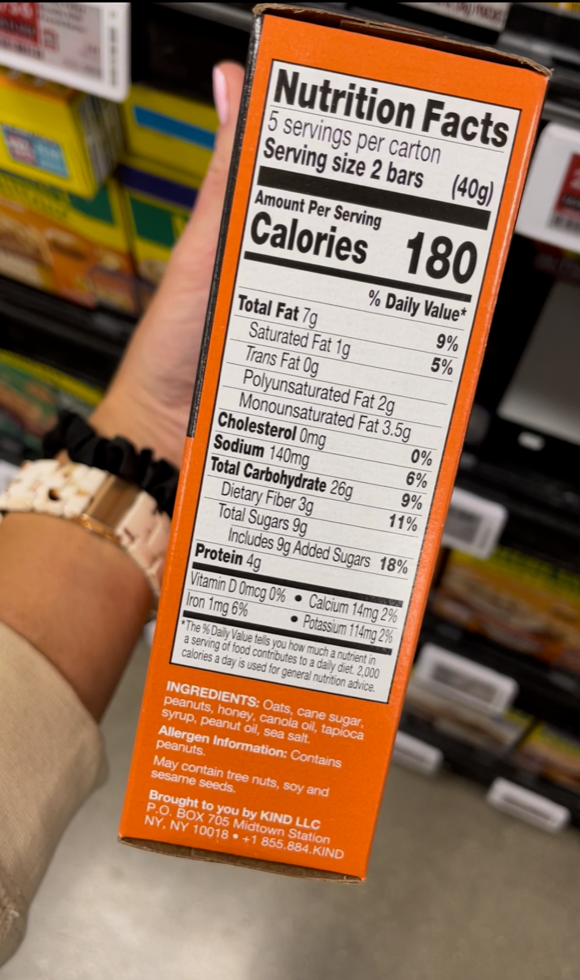 Nutrition Facts
5 servings per carton
Serving size 2 bars (40g)
Amount Per Serving
Calories 180
% Daily Value*
Total Fat 7g 9%
Saturated Fat 1g 5%
Trans Fat 0g
Polyunsaturated Fat 2g
Monounsaturated Fat 3.5g
Cholesterol 0mg 0%
Sodium 140mg 6%
Total Carbohydrate 26g 9%
Dietary Fiber 3g 11%
Total Sugars 9g
Includes 9g Added Sugars 18%
Protein 4g
Vitamin D 0mcg 0% • Calcium 14mg 2%
Iron 1mg 6% • Potassium 114mg 2%
*The % Daily Value tells you how much a nutrient in
a serving of food contributes to a daily diet. 2,000
calories a day is used for general nutrition advice.
INGREDIENTS: Oats, cane sugar,
peanuts, honey, canola oil, tapioca
syrup, peanut oil, sea salt.
Allergen Information: Contains
peanuts.
May contain tree nuts, soy and
sesame seeds.
Brought to you by KIND LLC
P.O. BOX 705 Midtown Station
NY, NY 10018 • +1 855.884.KIND